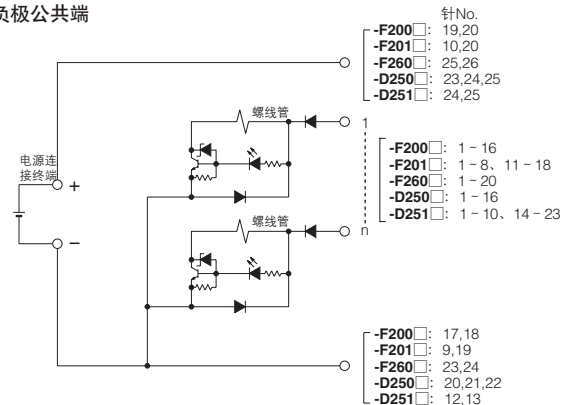 负极公共端
针No.
-F200□: 19,20
-F201□: 10,20
-F260□: 25,26
-D250□: 23,24,25
-D251□: 24,25
螺线管
1
-F200□: 1~16
-F201□: 1~8、11~18
-F260□: 1~20
-D250□: 1~16
-D251□: 1~10、14~23
电源连
接终端
+
螺线管
n
−
-F200□: 17,18
-F201□: 9,19
-F260□: 23,24
-D250□: 20,21,22
-D251□: 12,13